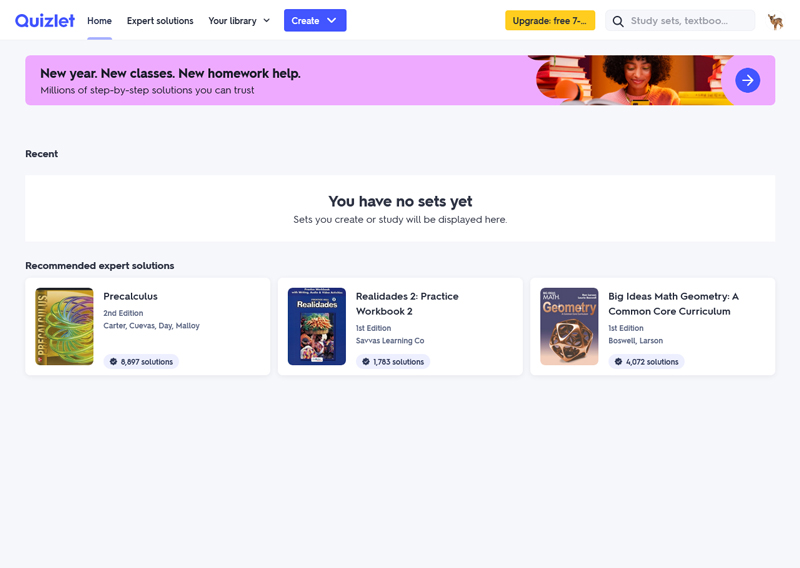 Quizlet
Home
Expert solutions
Your library
Create
Upgrade: free 7-...
Study sets, textboo...
New year. New classes. New homework help.
Millions of step-by-step solutions you can trust
Recent
You have no sets yet
Sets you create or study will be displayed here.
Recommended expert solutions
PRECALCULUS
Precalculus
2nd Edition
Carter, Cuevas, Day, Malloy
8,897 solutions
Realidades
Realidades 2: Practice
Workbook 2
1st Edition
Savvas Learning Co
1,783 solutions
MATH
Geometry
Big Ideas Math Geometry: A
Common Core Curriculum
1st Edition
Boswell, Larson
4,072 solutions